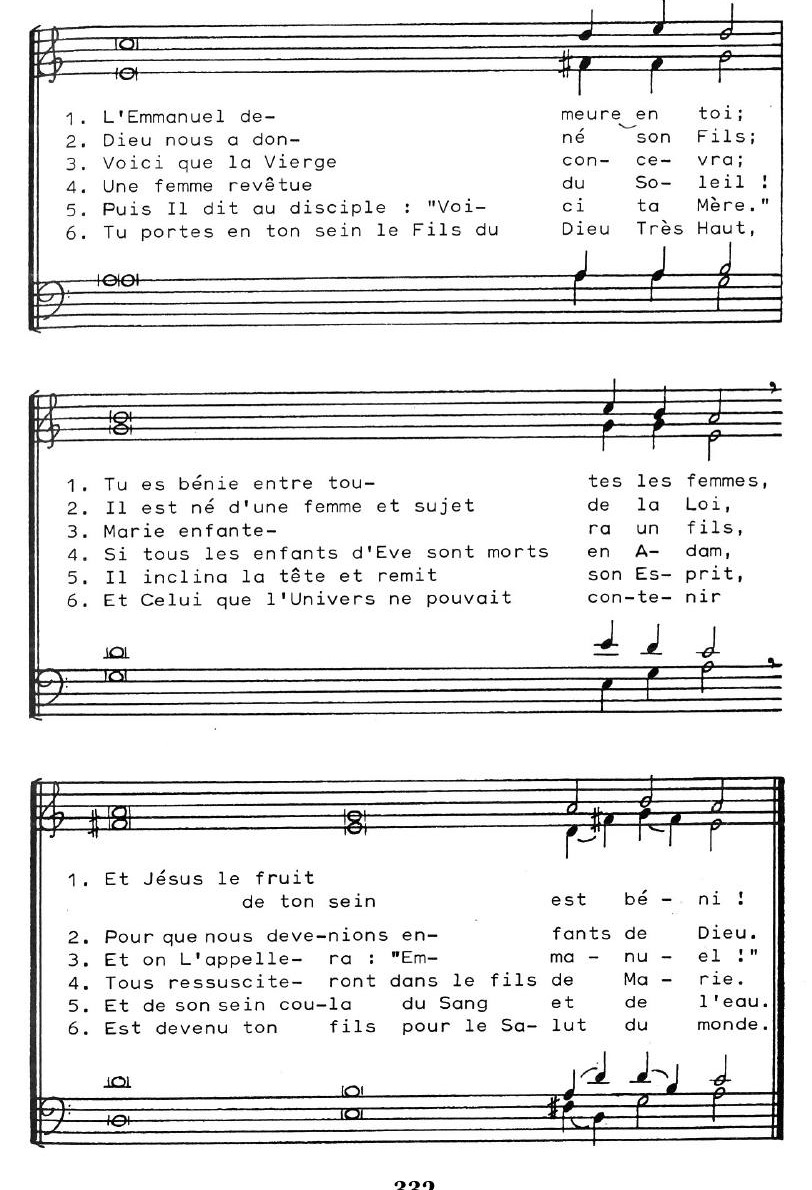 1. L'Emmanuel de- meure en toi;
2. Dieu nous a don- né son Fils;
3. Voici que la Vierge con- ce- vra;
4. Une femme revêtue du So- leil !
5. Puis Il dit au disciple : "Voi- ci ta Mère."
6. Tu portes en ton sein le Fils du Dieu Très Haut,
1. Tu es bénie entre tou- tes les femmes,
2. Il est né d'une femme et sujet de la Loi,
3. Marie enfante- ra un fils,
4. Si tous les enfants d'Eve sont morts en A- dam,
5. Il inclina la tête et remit son Es- prit,
6. Et Celui que l'Univers ne pouvait con-te- nir
1. Et Jésus le fruit
de ton sein est bé - ni !
2. Pour que nous deve-nions en- fants de Dieu.
3. Et on L'appelle- ra : "Em- ma - nu - el !"
4. Tous ressuscite- ront dans le fils de Ma - rie.
5. Et de son sein cou-la du Sang et de l'eau.
6. Est devenu ton fils pour le Sa- lut du monde.
332